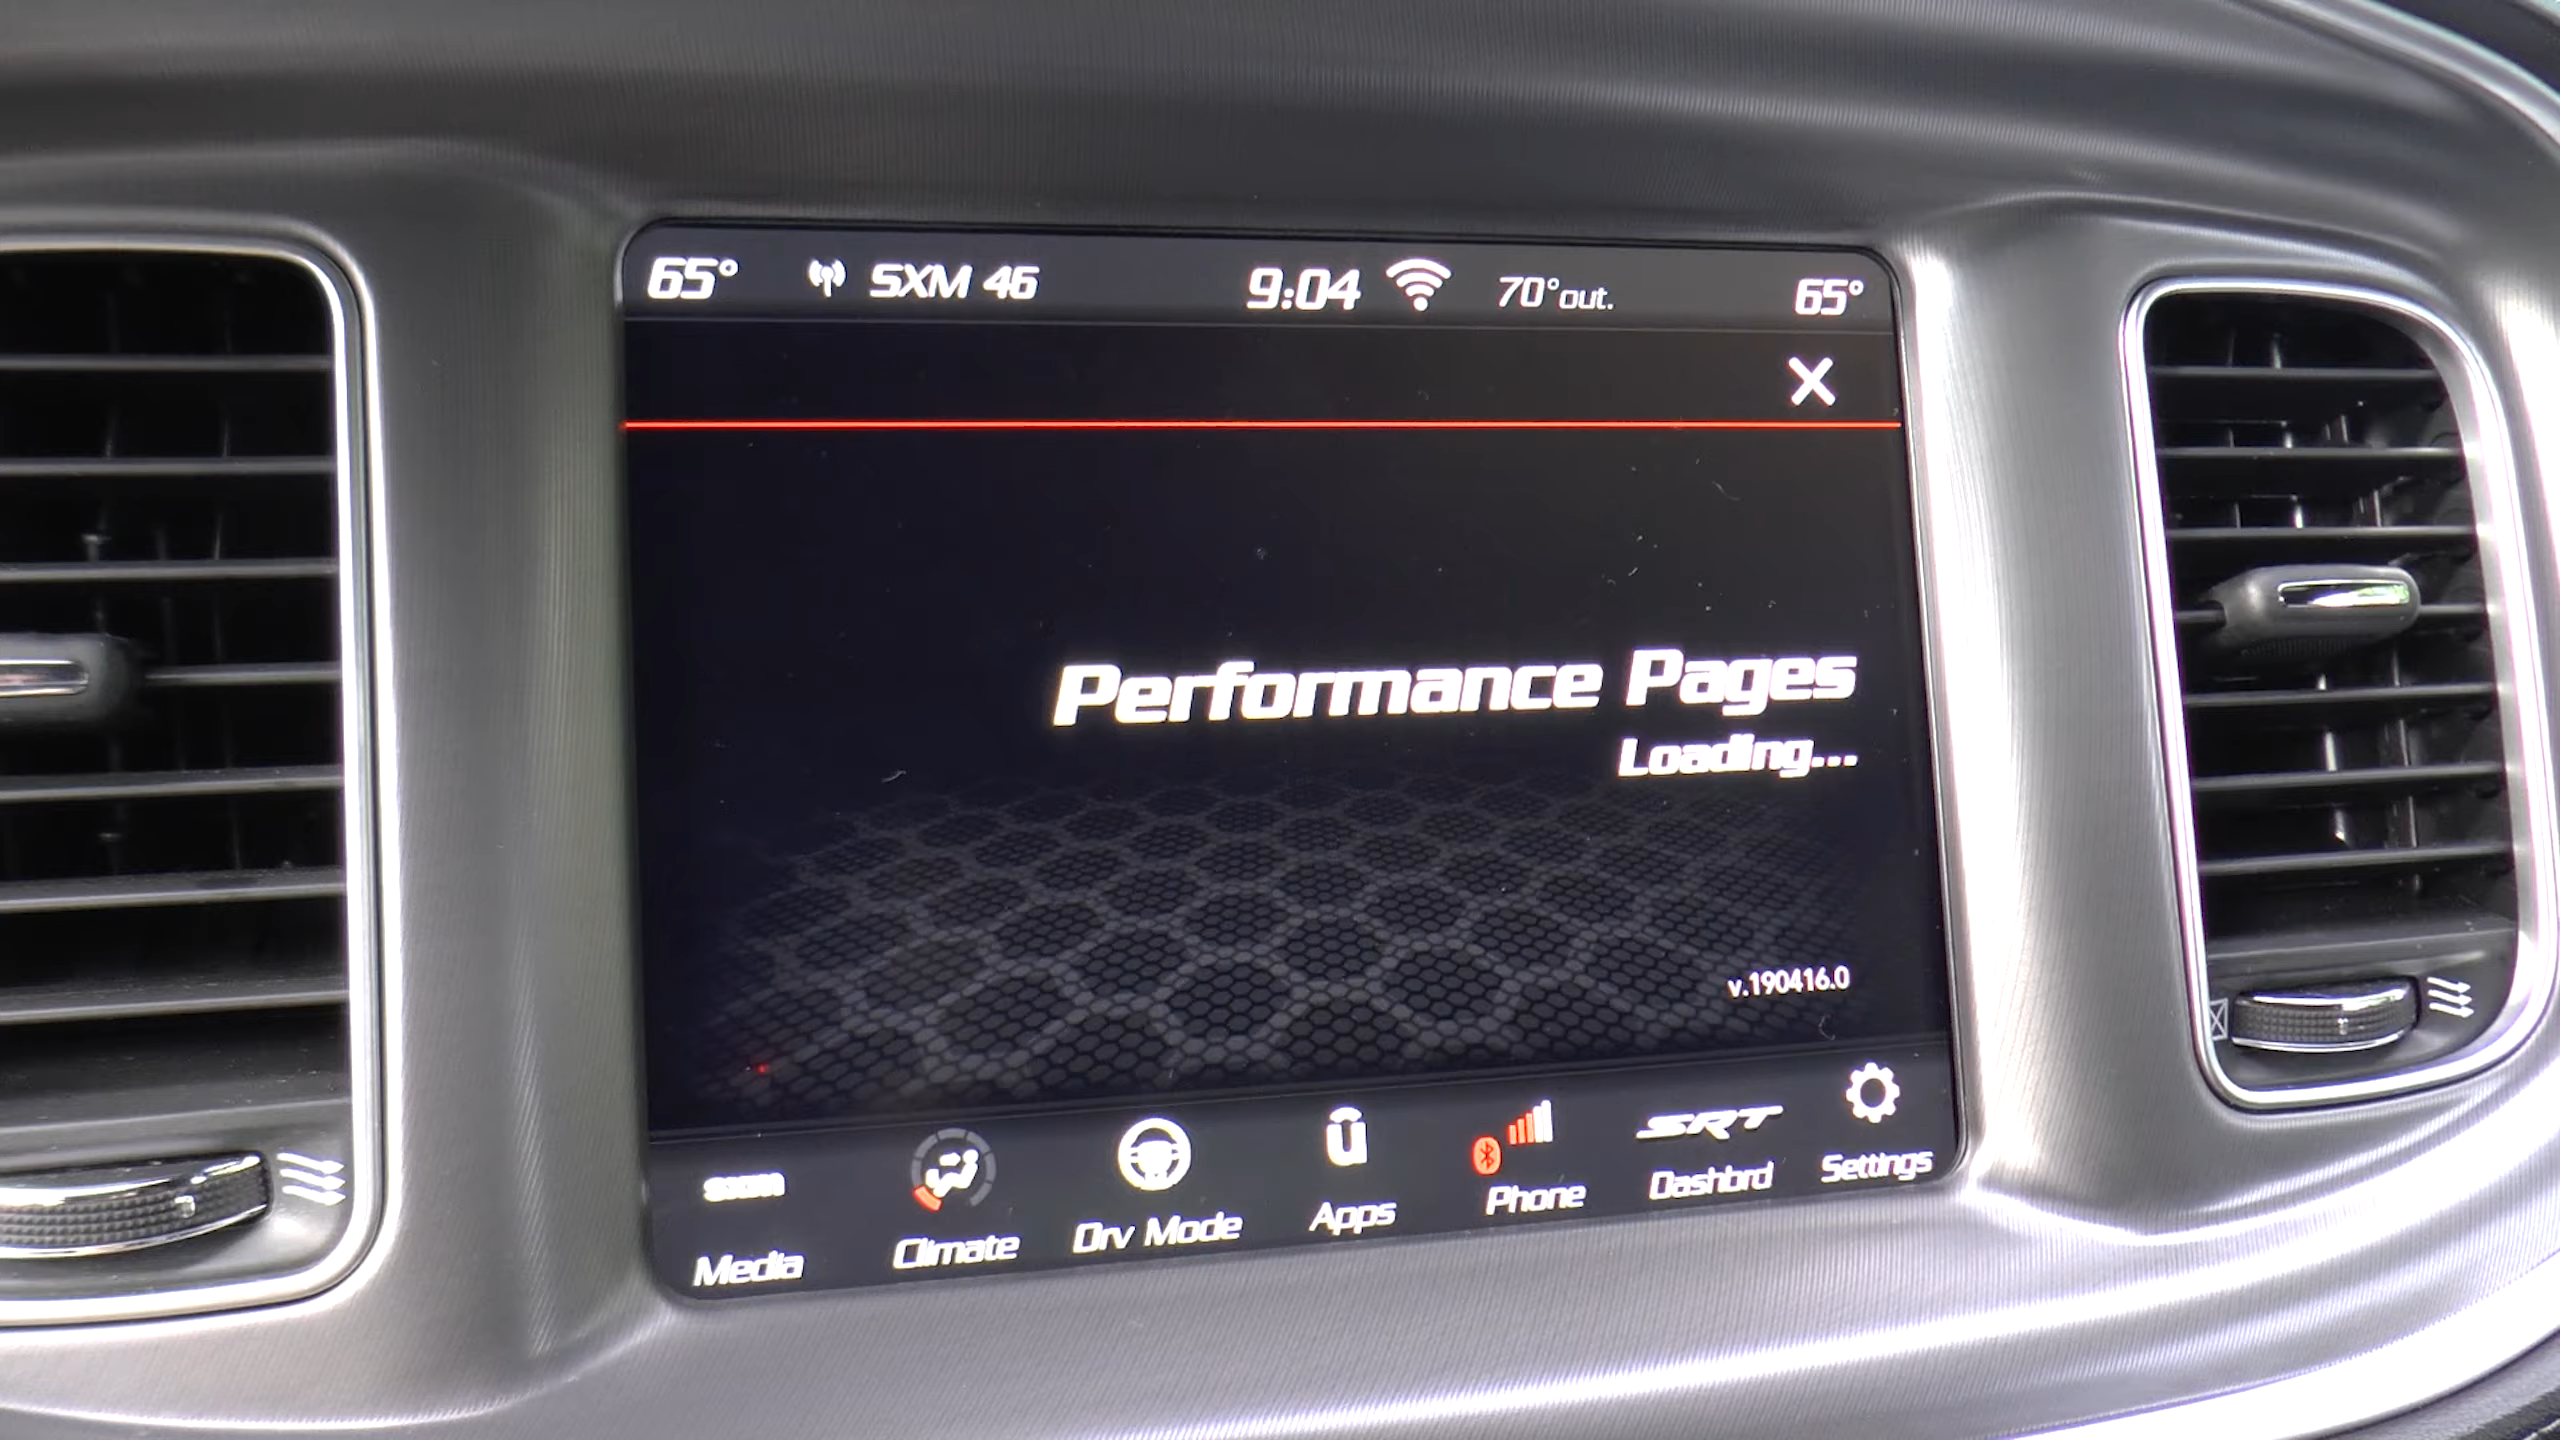 65° SXM 46 9:04 70° out. 65°
X
Performance Pages
Loading...
v.190416.0
sxm
SRT
Media Climate Drv Mode Apps Phone Dashbrd Settings